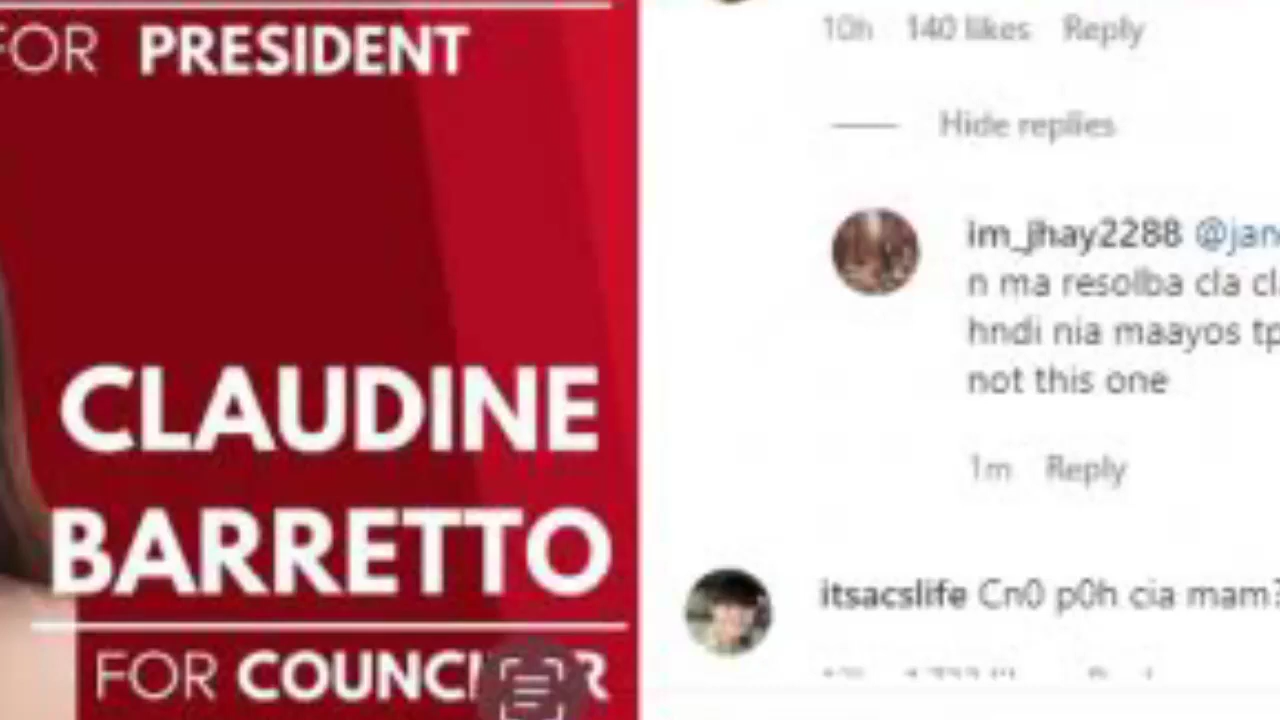 FOR PRESIDENT
CLAUDINE
BARRETTO
FOR
10h 140 likes Reply
Hide replies
im_jhay2288
n ma resolba cla
hndi nia maayos
not this one
1m Reply
itsacslife Cn0 p0h cia mam?